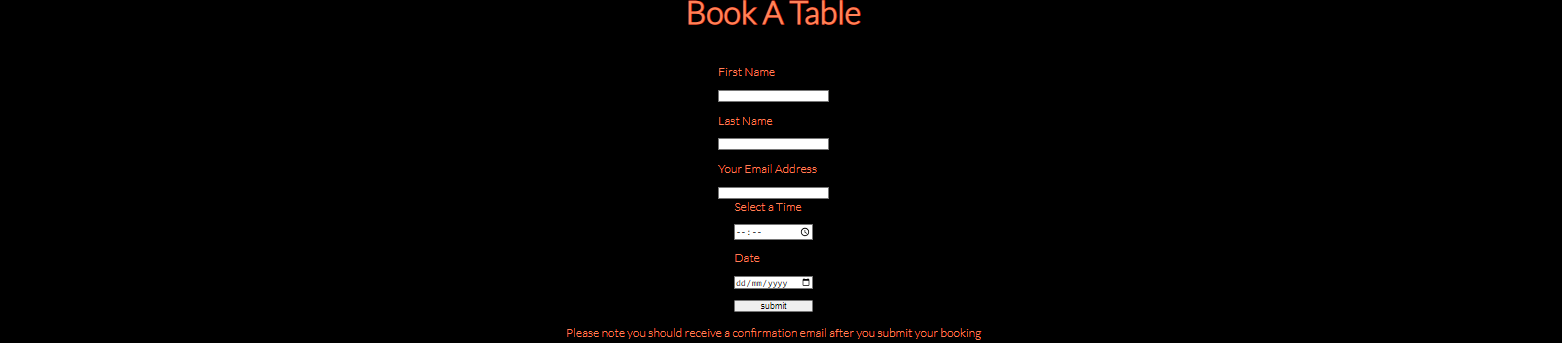 Book A Table
First Name
Last Name
Your Email Address
Select a Time
--:--
Date
dd/mm/yyyy
submit
Please note you should receive a confirmation email after you submit your booking